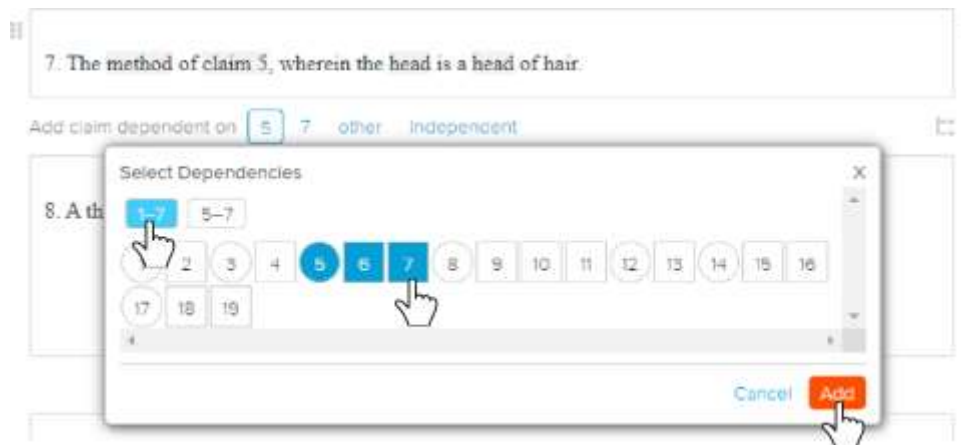 7. The method of claim 5, wherein the head is a head of hair.
Add claim dependent on 5 7 other Independent
Select Dependencies X
8. A th
1–7 5–7
2 3 4 5 6 7 8 9 10 11 12 13 14 15 16
17 18 19
Cancel Add